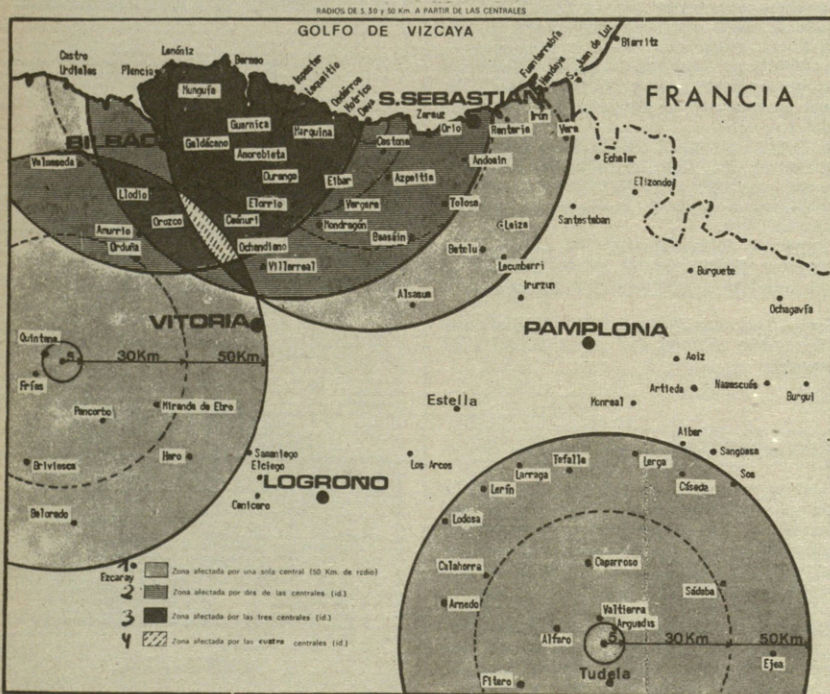 RADIOS DE 5, 30 y 50 Km. A PARTIR DE LAS CENTRALES
GOLFO DE VIZCAYA
FRANCIA
Castro
Urdiales
Plencia
Lemóniz
Bermeo
Munguía
Ispaster
Lequeitio
Ondárroa
Motrico
Deva
Zarauz
S.SEBASTIAN
Fuenterrabía
Hendaya
S. Juan de Luz
Biarritz
BILBAO
Guernica
Marquina
Galdácano
Amorebieta
Cestona
Orio
Rentería
Irún
Vera
Echalar
Valmaseda
Durango
Eibar
Azpeitia
Andoain
Elizondo
Llodio
Elorrio
Vergara
Tolosa
Santesteban
Orozco
Ceánuri
Mondragón
Leiza
Amurrio
Orduña
Ochandiano
Beasáin
Betelu
Villarreal
Lecumberri
Burguete
Alsasua
Irurzun
Ochagavía
VITORIA
PAMPLONA
Quintana
5
30Km
50Km
Frías
Aoiz
Pancorbo
Miranda de Ebro
Estella
Artieda
Navascués
Burgui
Monreal
Aibar
Briviesca
Haro
Samaniego
Elciego
Los Arcos
Tafalla
Lerga
Sangüesa
Larraga
Cáseda
Sos
Cenicero
LOGROÑO
Lerín
Belorado
Lodosa
Ezcaray
Calahorra
Caparroso
Arnedo
Sádaba
Valtierra
Arguedas
Alfaro
5
30Km
50Km
Ejea
Tudela
Fitero
1 Zona afectada por una sola central (50 Km. de radio)
2 Zona afectada por dos de las centrales (id.)
3 Zona afectada por las tres centrales (id.)
4 Zona afectada por las cuatro centrales (id.)